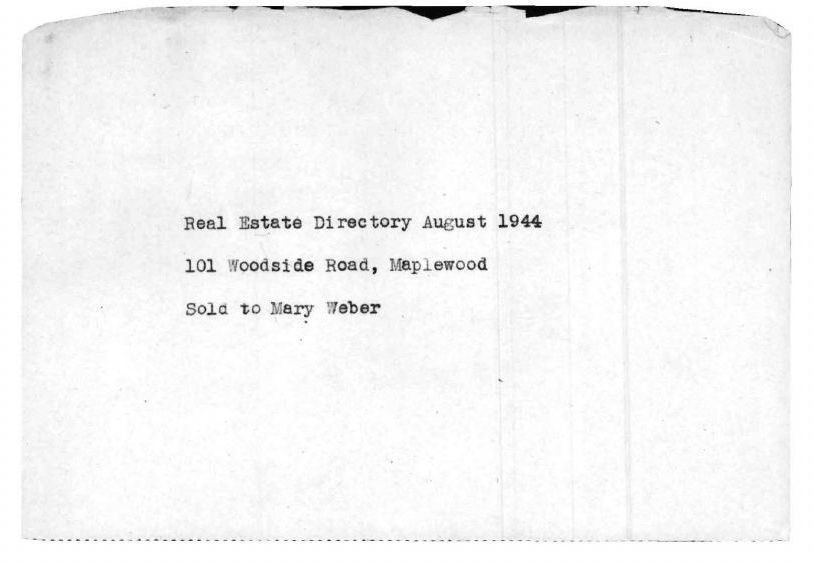 Real Estate Directory August 1944
101 Woodside Road, Maplewood
Sold to Mary Weber